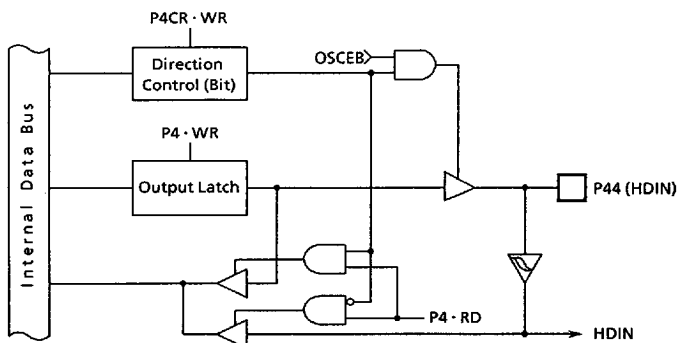 P4CR · WR
Direction
Control (Bit)
OSCEB
Internal Data Bus
P4 · WR
Output Latch
P44 (HDIN)
P4 · RD
HDIN